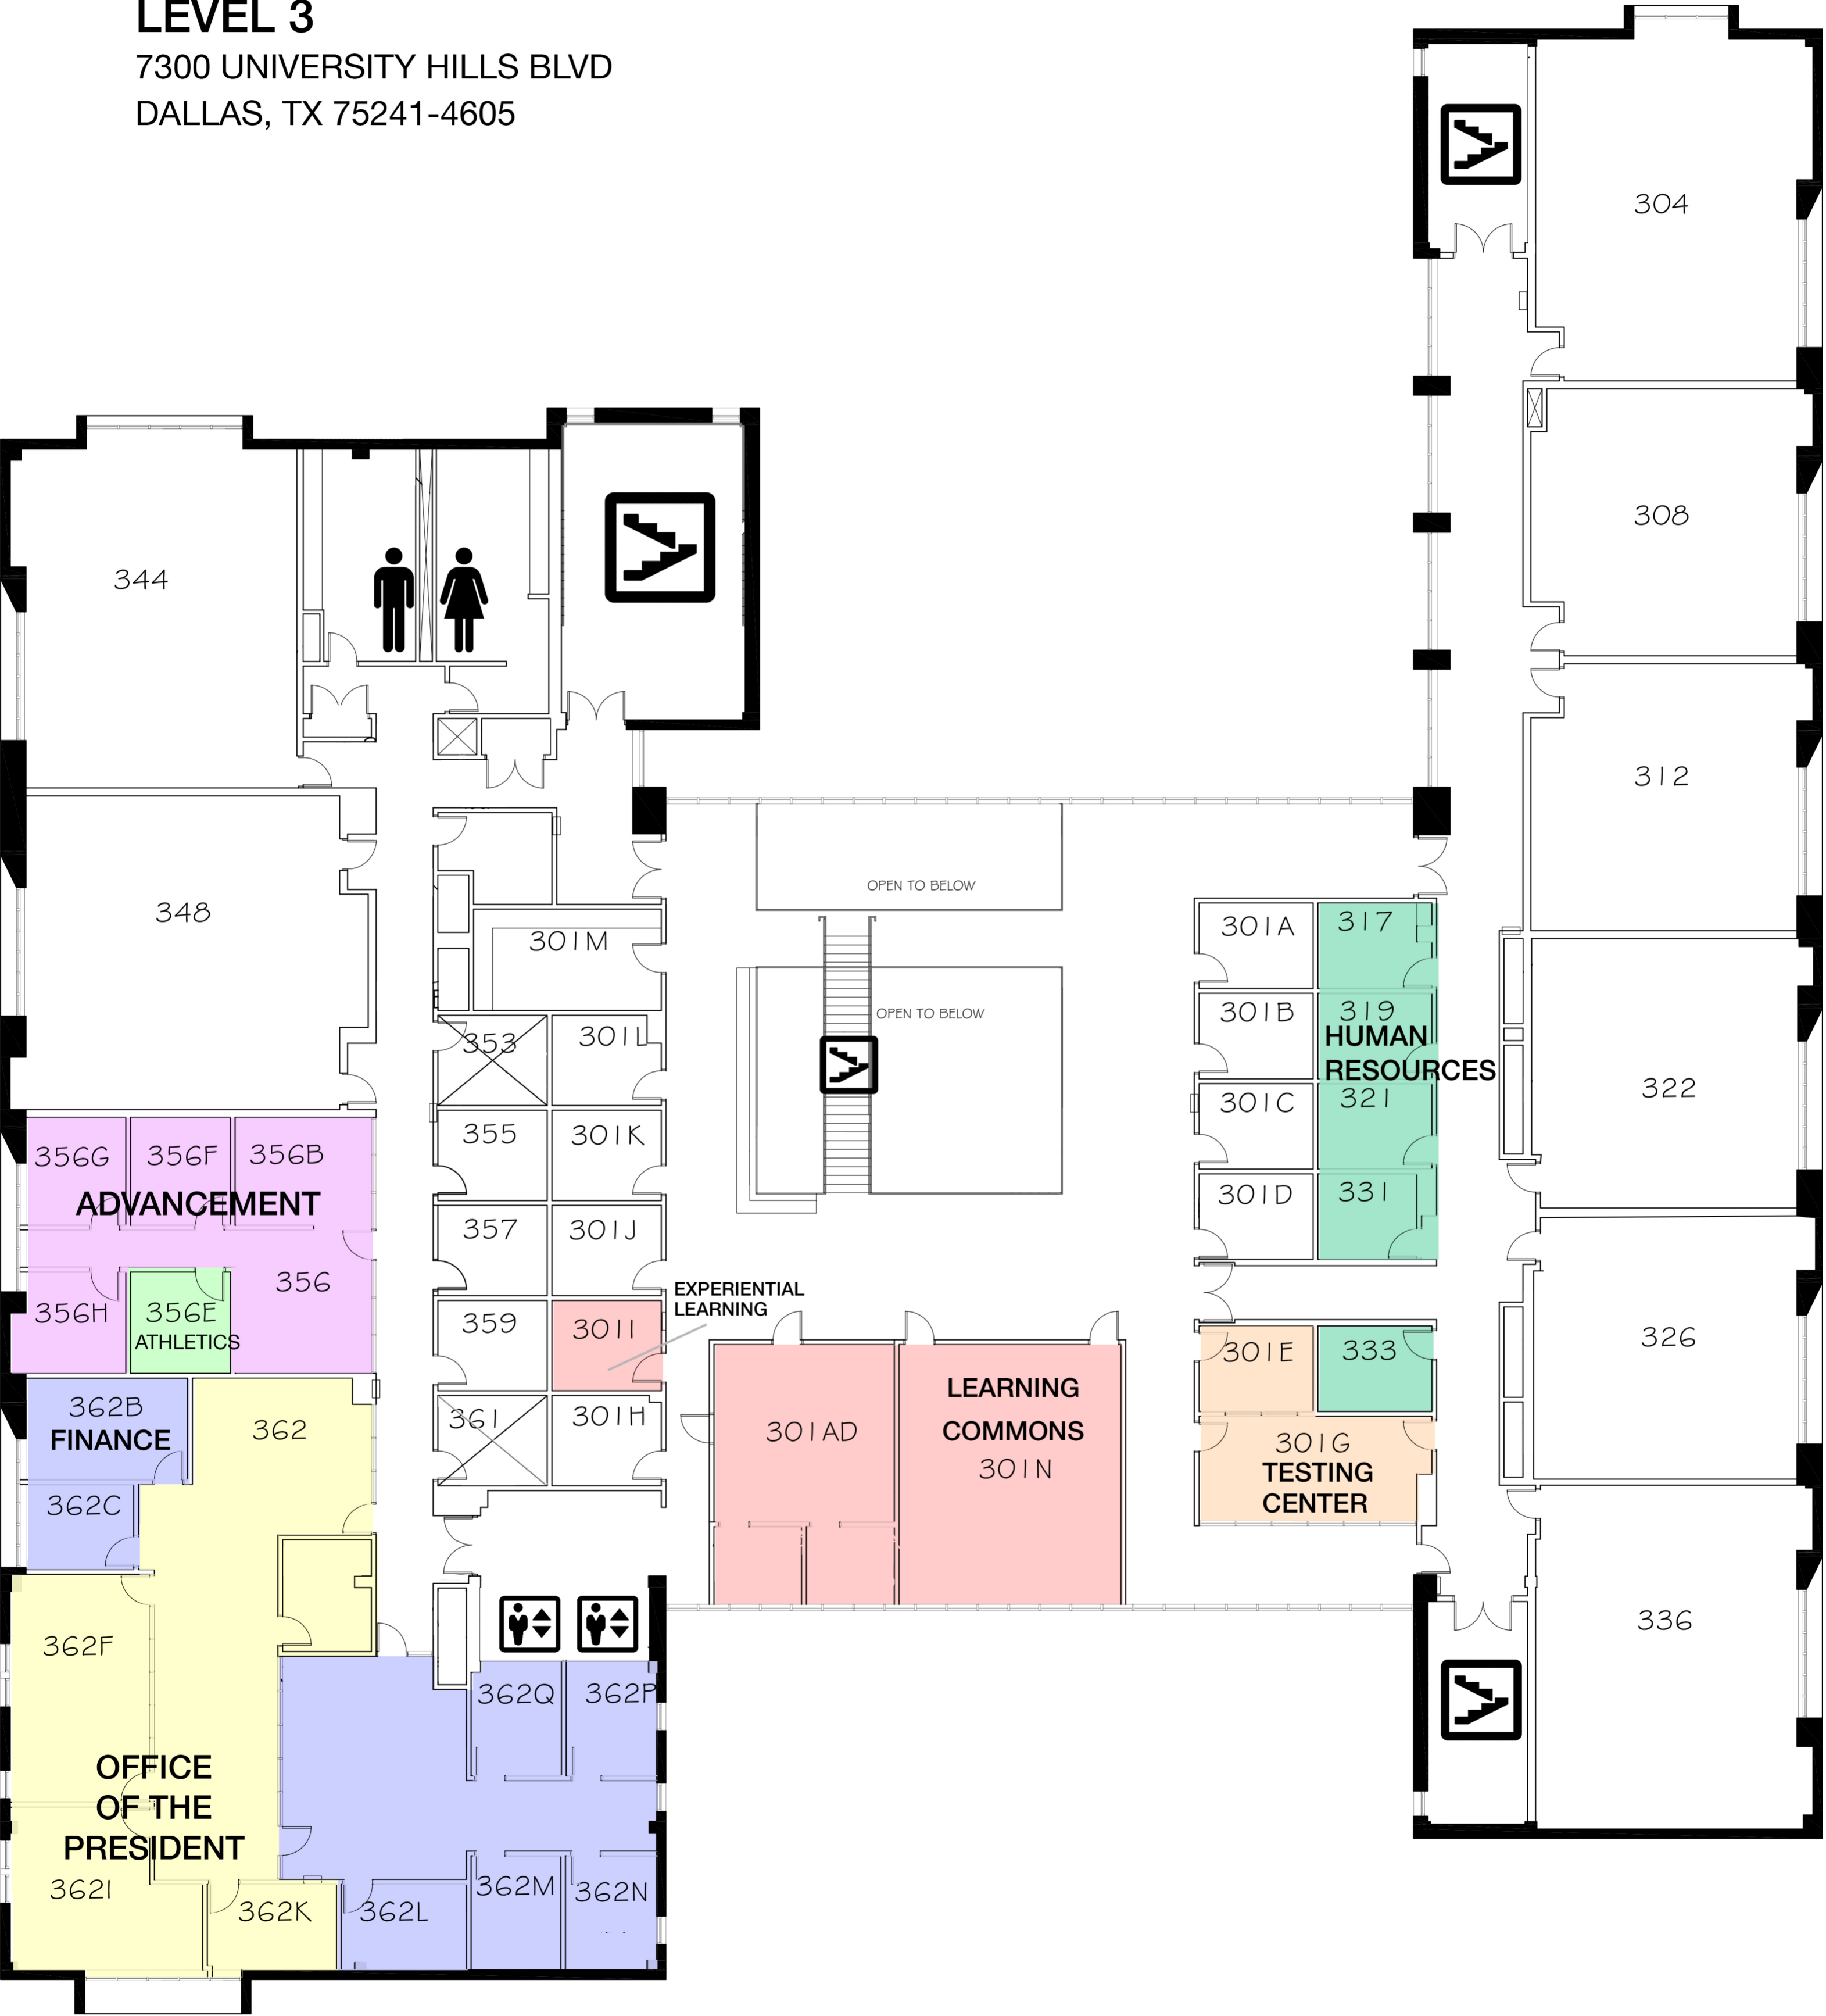 LEVEL 3
7300 UNIVERSITY HILLS BLVD
DALLAS, TX 75241-4605
304
308
344
312
OPEN TO BELOW
348
301M
301A
317
OPEN TO BELOW
353
301L
301B
319
HUMAN
RESOURCES
322
301C
321
355
301K
356G
356F
356B
ADVANCEMENT
301D
331
357
301J
356
EXPERIENTIAL
LEARNING
356H
356E
ATHLETICS
359
301I
326
301E
333
LEARNING
COMMONS
301N
362B
FINANCE
362
361
301H
301AD
301G
TESTING
CENTER
362C
336
362F
362Q
362P
OFFICE
OF THE
PRESIDENT
362I
362K
362L
362M
362N